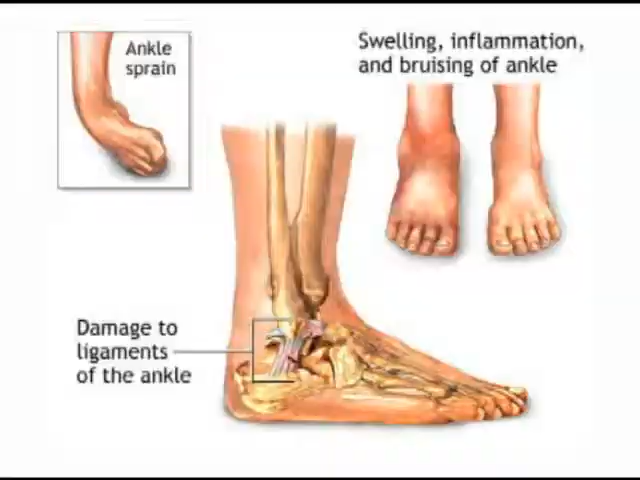 Ankle
sprain
Swelling, inflammation,
and bruising of ankle
Damage to
ligaments
of the ankle